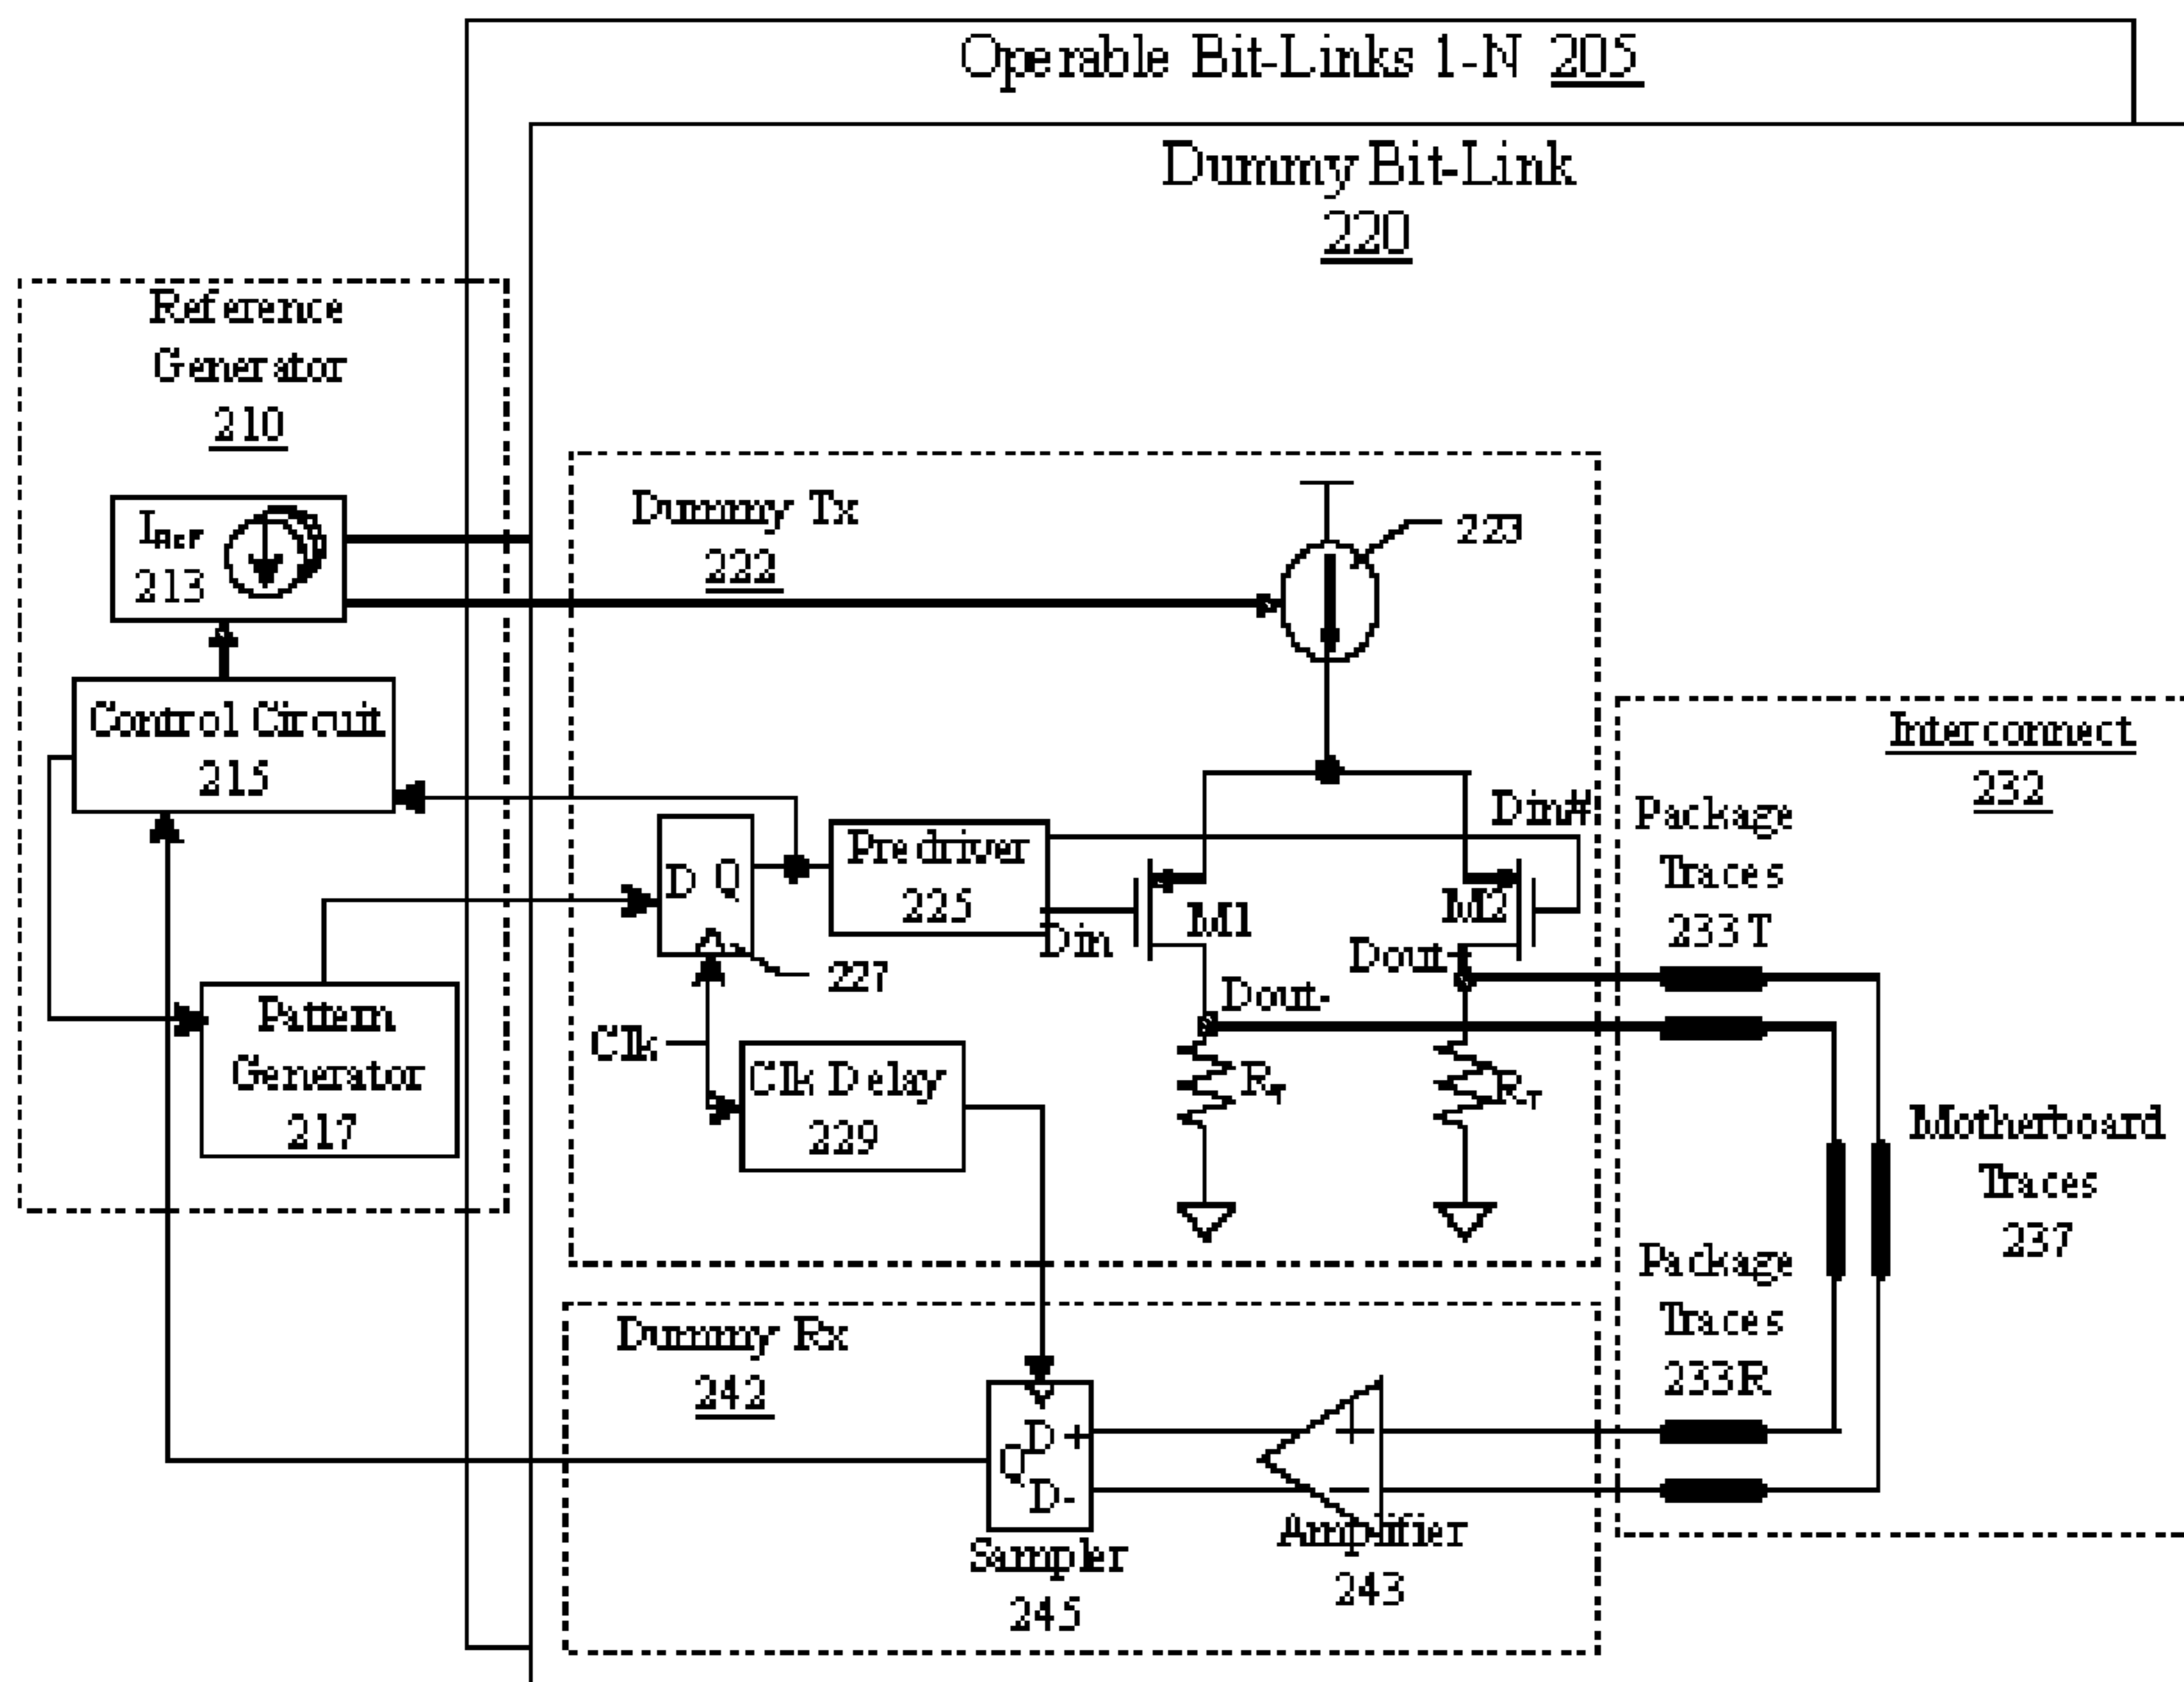 Operable Bit-Links 1-N 205
Dummy Bit-Link
220
Reference
Generator
210
IREF
213
Control Circuit
215
Pattern
Generator
217
Dummy Tx
222
223
D Q
227
Predriver
225
Din
Din#
M1
M2
Dout-
Dout+
RT
RT
Clk
Clk Delay
229
Interconnect
232
Package
Traces
233T
Motherboard
Traces
237
Package
Traces
233R
Dummy Rx
242
D+
Q
D-
Sampler
245
+
-
Amplifier
243